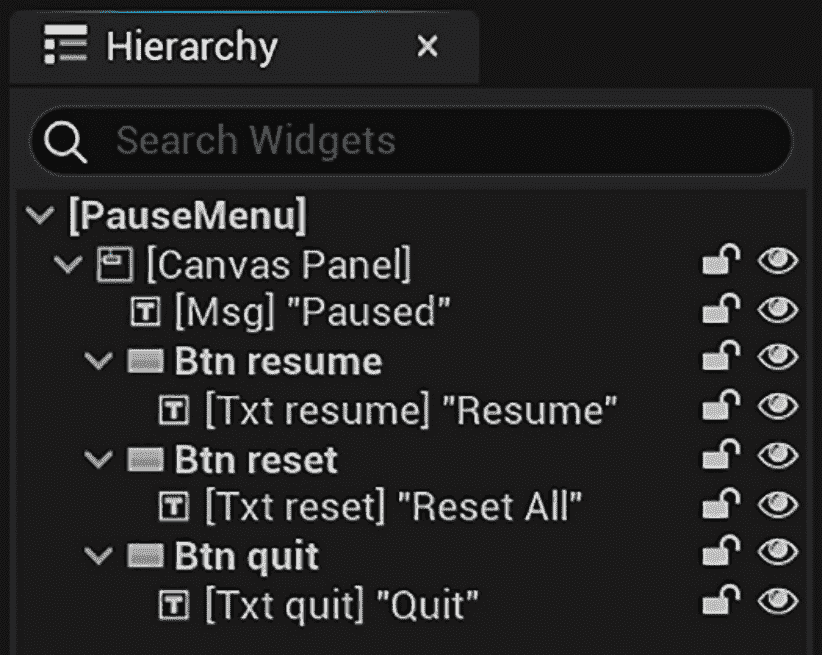 Hierarchy
Search Widgets
[PauseMenu]
[Canvas Panel]
[Msg] "Paused"
Btn resume
[Txt resume] "Resume"
Btn reset
[Txt reset] "Reset All"
Btn quit
[Txt quit] "Quit"